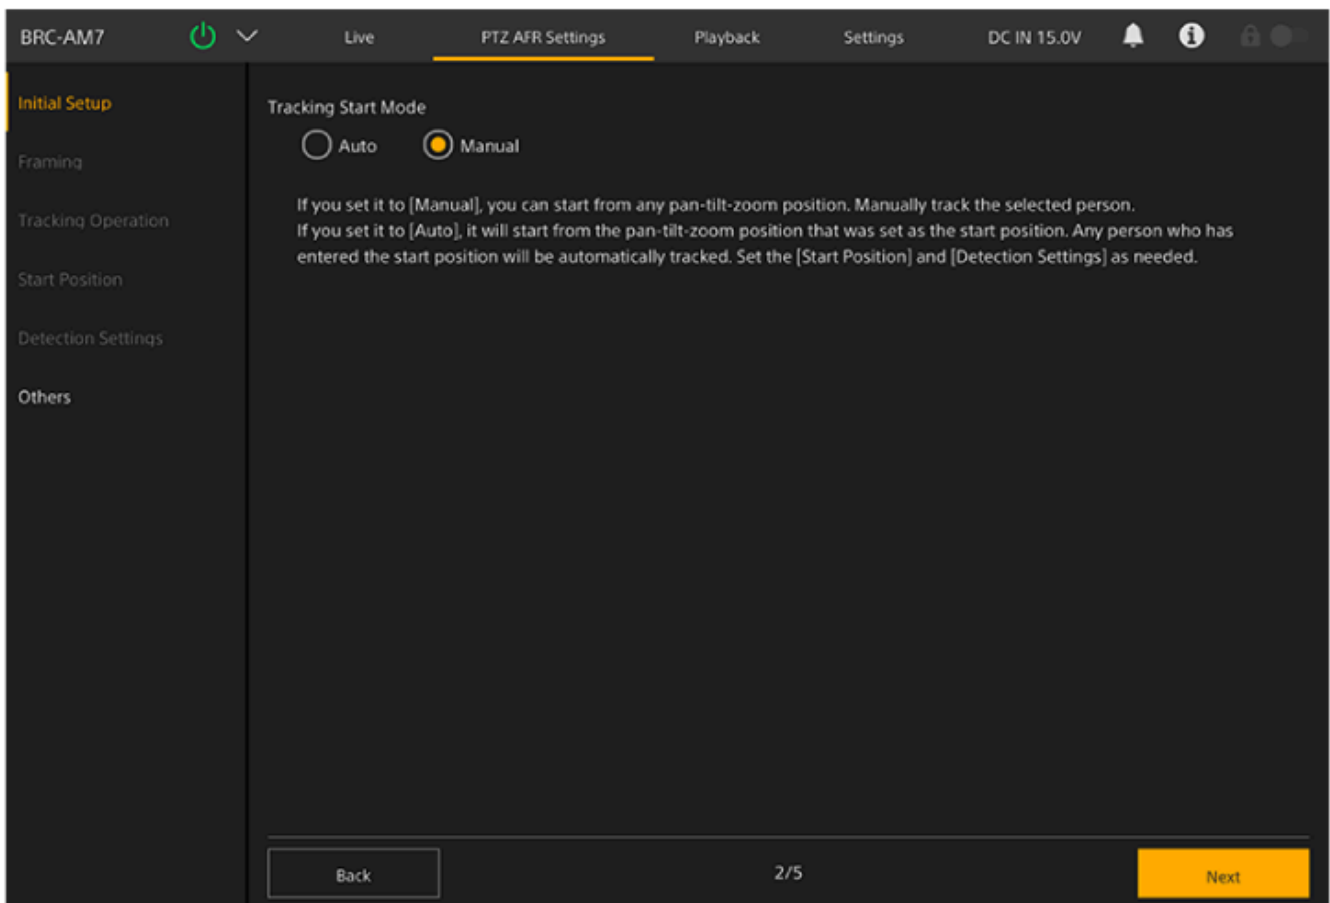 BRC-AM7
Live
PTZ AFR Settings
Playback
Settings
DC IN 15.0V
Initial Setup
Framing
Tracking Operation
Start Position
Detection Settings
Others
Tracking Start Mode
Auto
Manual
If you set it to [Manual], you can start from any pan-tilt-zoom position. Manually track the selected person.
If you set it to [Auto], it will start from the pan-tilt-zoom position that was set as the start position. Any person who has
entered the start position will be automatically tracked. Set the [Start Position] and [Detection Settings] as needed.
Back
2/5
Next